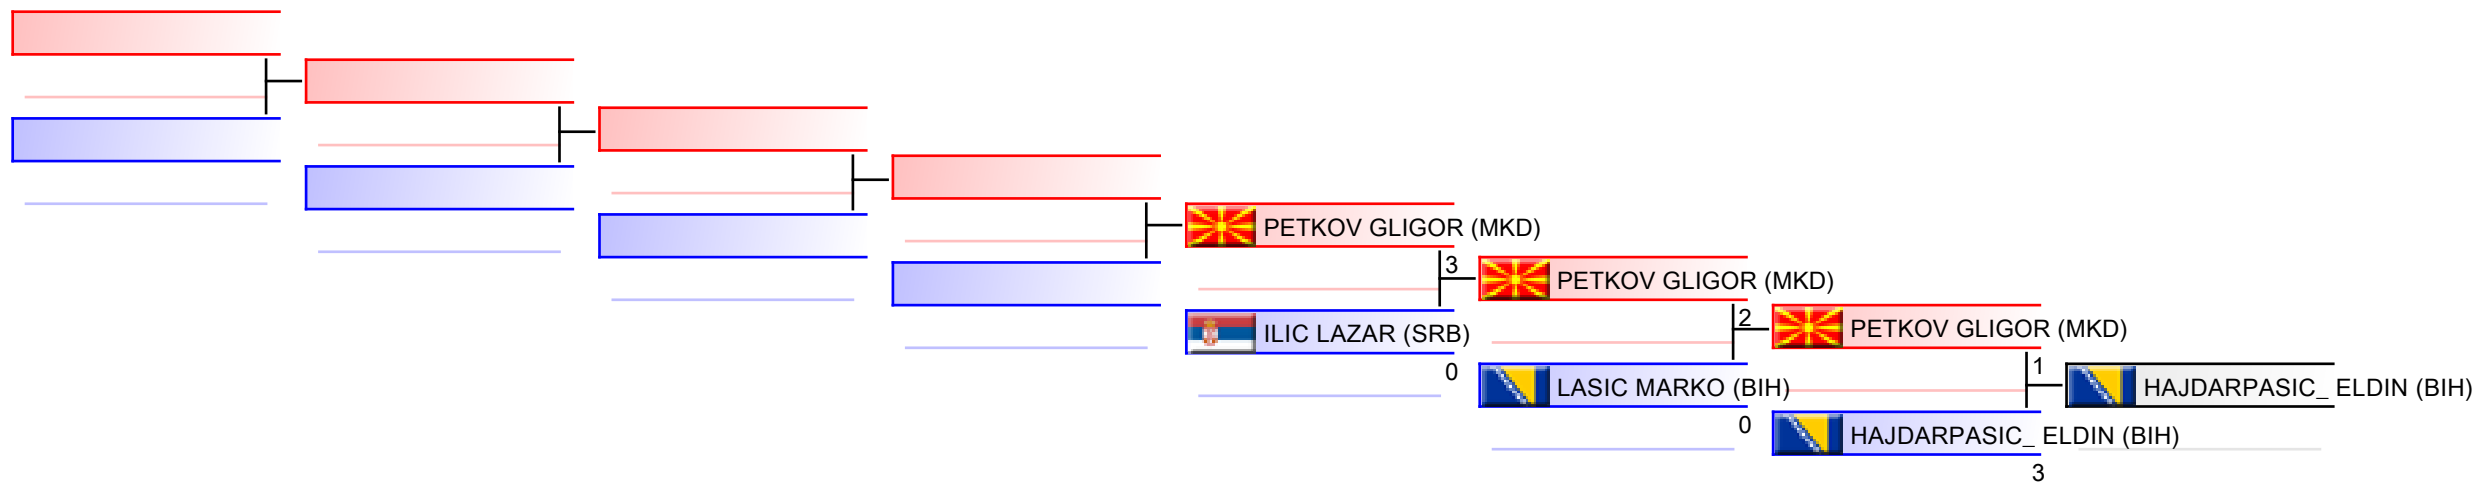 PETKOV GLIGOR (MKD)
3
ILIC LAZAR (SRB)
0
PETKOV GLIGOR (MKD)
2
LASIC MARKO (BIH)
0
PETKOV GLIGOR (MKD)
1
HAJDARPASIC_ ELDIN (BIH)
3
HAJDARPASIC_ ELDIN (BIH)